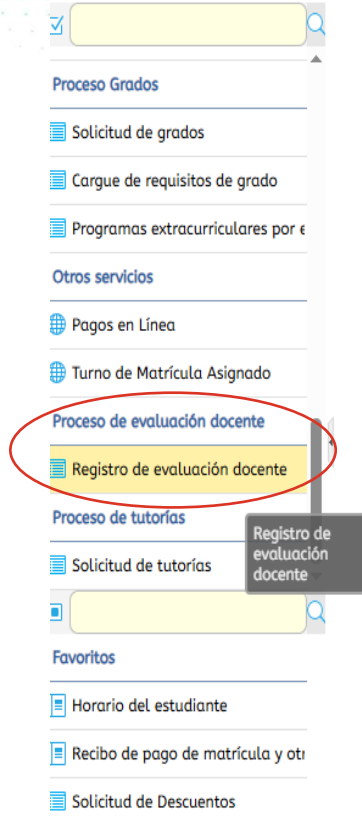 Proceso Grados
Solicitud de grados
Cargue de requisitos de grado
Programas extracurriculares por e
Otros servicios
Pagos en Línea
Turno de Matrícula Asignado
Proceso de evaluación docente
Registro de evaluación docente
Proceso de tutorías
Registro de
evaluación
docente
Solicitud de tutorías
Favoritos
Horario del estudiante
Recibo de pago de matrícula y otr
Solicitud de Descuentos